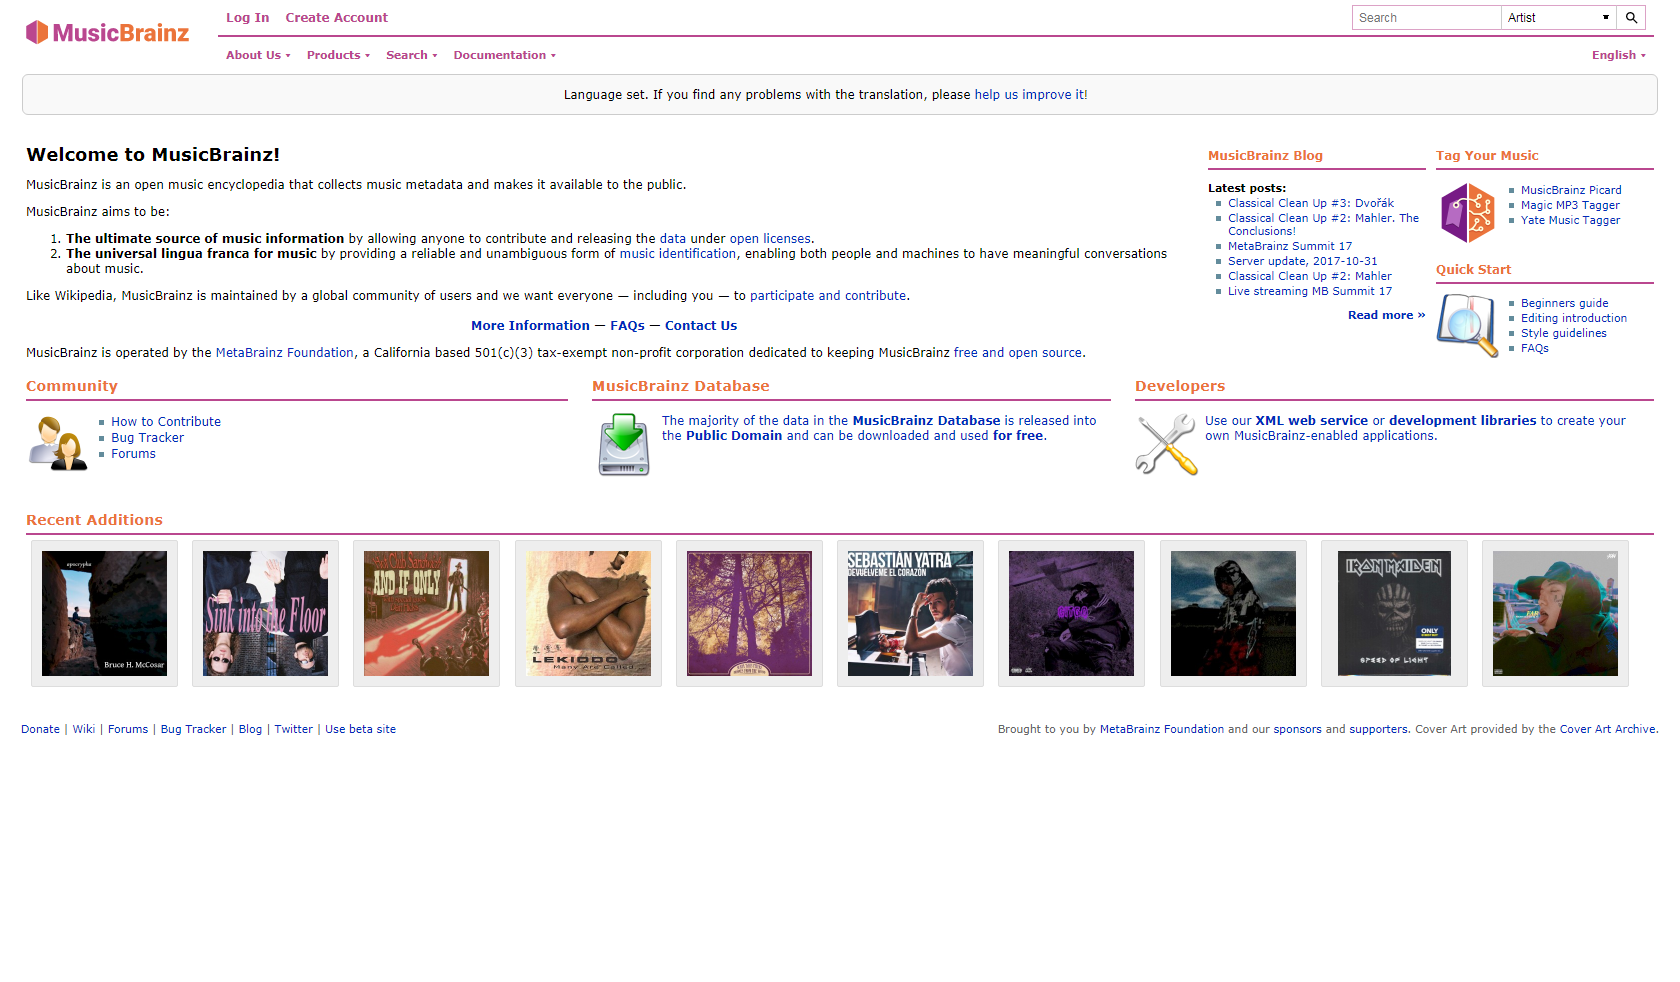 MusicBrainz
Log In Create Account
Search Artist
About Us Products Search Documentation
English
Language set. If you find any problems with the translation, please help us improve it!
Welcome to MusicBrainz!
MusicBrainz is an open music encyclopedia that collects music metadata and makes it available to the public.
MusicBrainz aims to be:
1. The ultimate source of music information by allowing anyone to contribute and releasing the data under open licenses.
2. The universal lingua franca for music by providing a reliable and unambiguous form of music identification, enabling both people and machines to have meaningful conversations
about music.
Like Wikipedia, MusicBrainz is maintained by a global community of users and we want everyone — including you — to participate and contribute.
More Information — FAQs — Contact Us
MusicBrainz is operated by the MetaBrainz Foundation, a California based 501(c)(3) tax-exempt non-profit corporation dedicated to keeping MusicBrainz free and open source.
MusicBrainz Blog
Latest posts:
Classical Clean Up #3: Dvořák
Classical Clean Up #2: Mahler. The
Conclusions!
MetaBrainz Summit 17
Server update, 2017-10-31
Classical Clean Up #2: Mahler
Live streaming MB Summit 17
Read more »
Tag Your Music
MusicBrainz Picard
Magic MP3 Tagger
Yate Music Tagger
Quick Start
Beginners guide
Editing introduction
Style guidelines
FAQs
Community
How to Contribute
Bug Tracker
Forums
MusicBrainz Database
The majority of the data in the MusicBrainz Database is released into
the Public Domain and can be downloaded and used for free.
Developers
Use our XML web service or development libraries to create your
own MusicBrainz-enabled applications.
Recent Additions
apocrypha
Bruce H. McCosar
Sink into the Floor
AND IF ONLY
LEKIDDO
Many Are Called
SEBASTIÁN YATRA
DEVUÉLVEME EL CORAZÓN
IRON MAIDEN
ONLY
SPEED OF LIGHT
Donate | Wiki | Forums | Bug Tracker | Blog | Twitter | Use beta site
Brought to you by MetaBrainz Foundation and our sponsors and supporters. Cover Art provided by the Cover Art Archive.